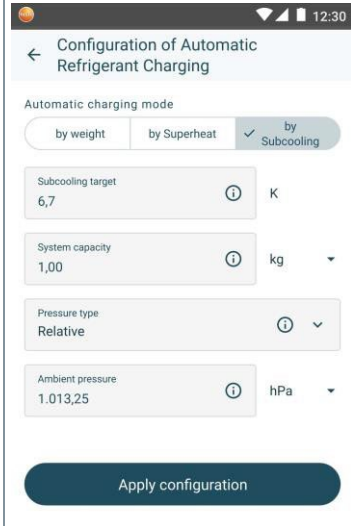 12:30
Configuration of Automatic
Refrigerant Charging
Automatic charging mode
by weight
by Superheat
by
Subcooling
Subcooling target
6,7
K
System capacity
1,00
kg
Pressure type
Relative
Ambient pressure
1.013,25
hPa
Apply configuration